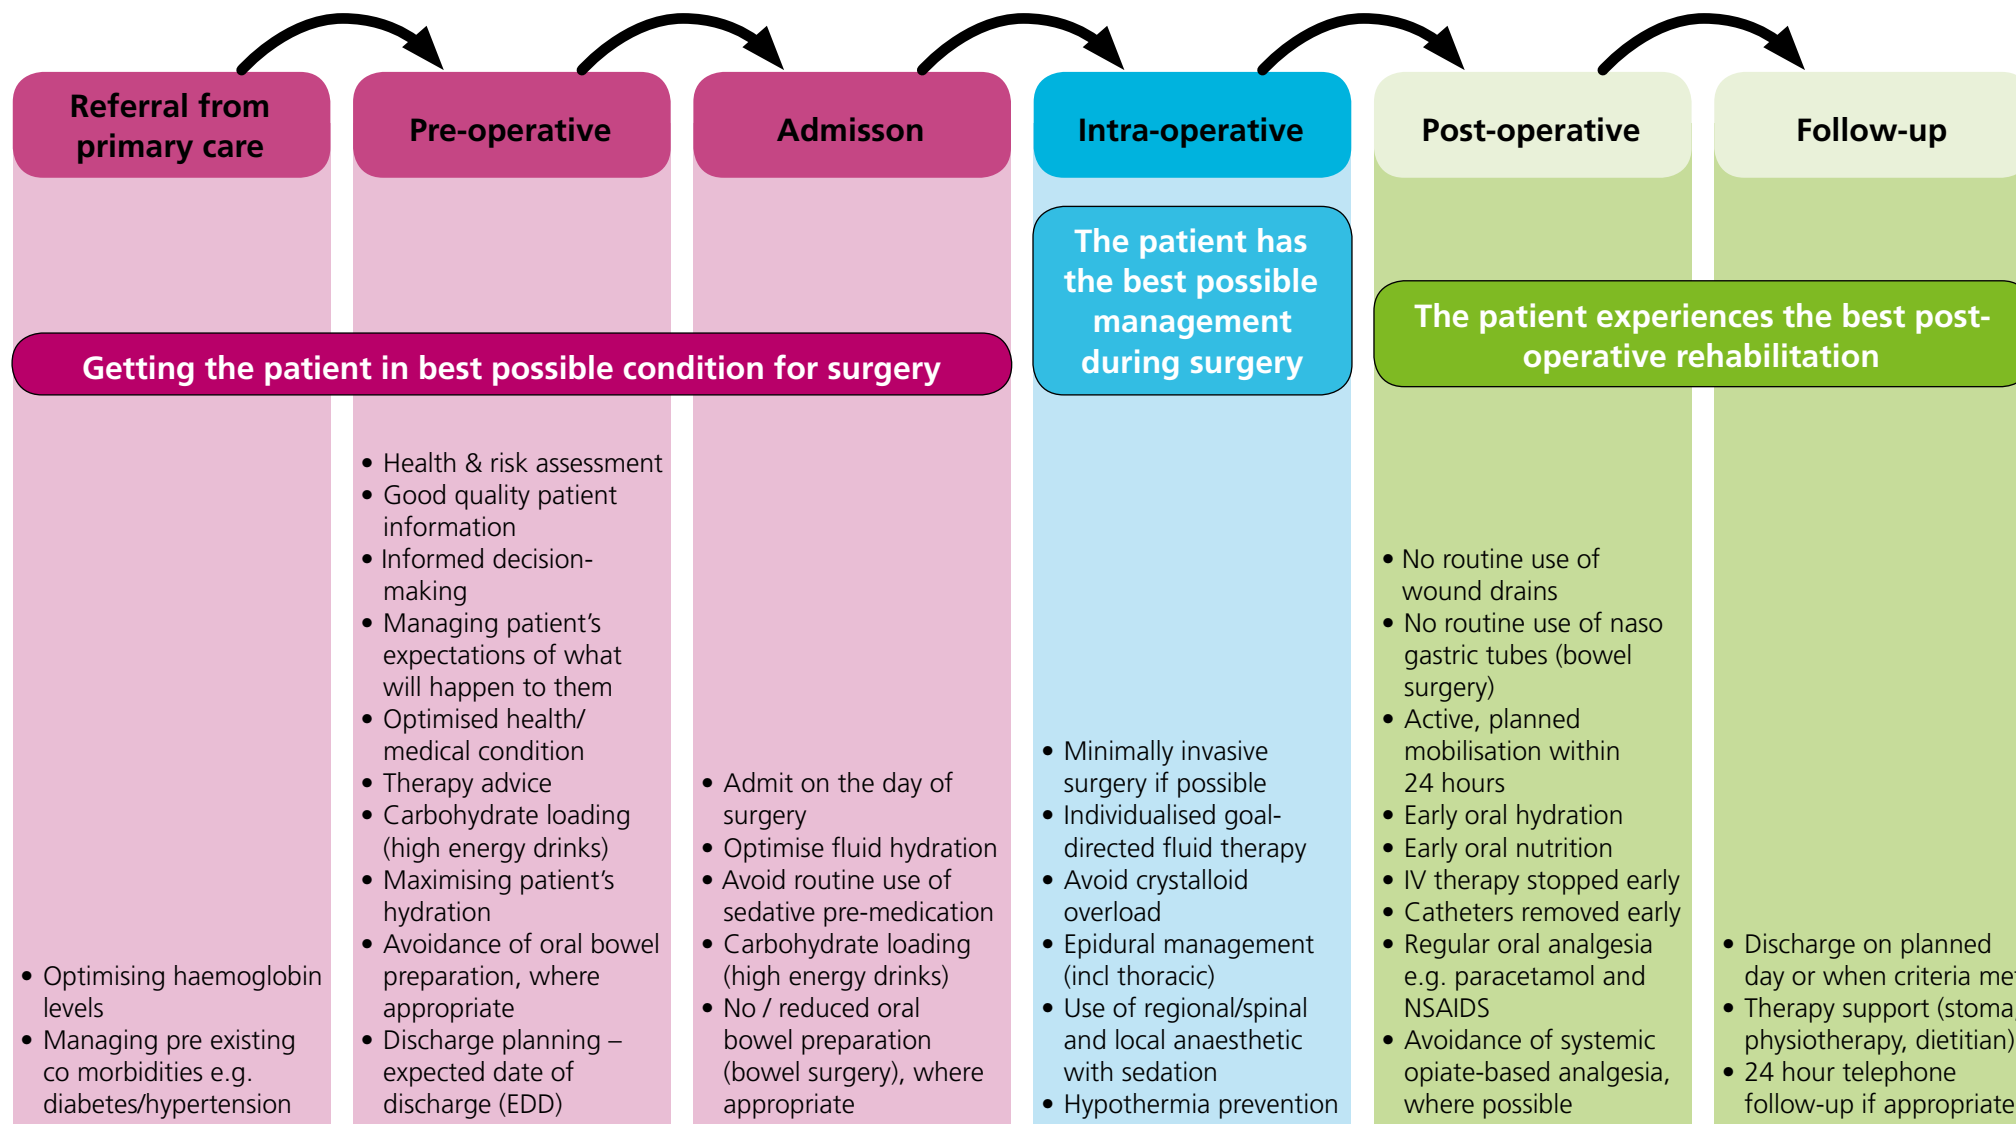 Referral from
primary care
Pre-operative
Admisson
Intra-operative
Post-operative
Follow-up
Getting the patient in best possible condition for surgery
The patient has
the best possible
management
during surgery
The patient experiences the best post-
operative rehabilitation
• Optimising haemoglobin
levels
• Managing pre existing
co morbidities e.g.
diabetes/hypertension
• Health & risk assessment
• Good quality patient
information
• Informed decision-
making
• Managing patient’s
expectations of what
will happen to them
• Optimised health/
medical condition
• Therapy advice
• Carbohydrate loading
(high energy drinks)
• Maximising patient’s
hydration
• Avoidance of oral bowel
preparation, where
appropriate
• Discharge planning –
expected date of
discharge (EDD)
• Admit on the day of
surgery
• Optimise fluid hydration
• Avoid routine use of
sedative pre-medication
• Carbohydrate loading
(high energy drinks)
• No / reduced oral
bowel preparation
(bowel surgery), where
appropriate
• Minimally invasive
surgery if possible
• Individualised goal-
directed fluid therapy
• Avoid crystalloid
overload
• Epidural management
(incl thoracic)
• Use of regional/spinal
and local anaesthetic
with sedation
• Hypothermia prevention
• No routine use of
wound drains
• No routine use of naso
gastric tubes (bowel
surgery)
• Active, planned
mobilisation within
24 hours
• Early oral hydration
• Early oral nutrition
• IV therapy stopped early
• Catheters removed early
• Regular oral analgesia
e.g. paracetamol and
NSAIDS
• Avoidance of systemic
opiate-based analgesia,
where possible
• Discharge on planned
day or when criteria met
• Therapy support (stoma,
physiotherapy, dietitian)
• 24 hour telephone
follow-up if appropriate